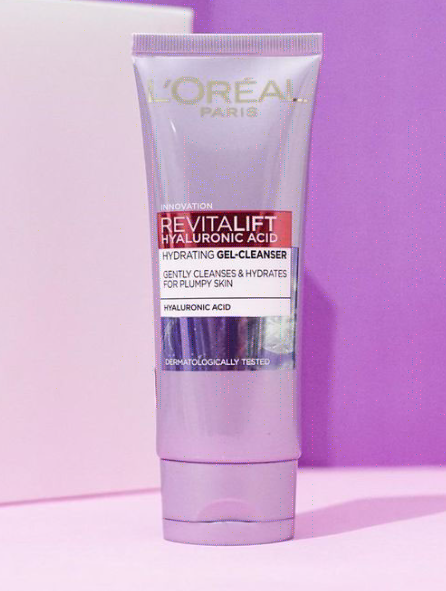 L'ORÉAL
PARIS
INNOVATION
REVITALIFT
HYALURONIC ACID
HYDRATING GEL-CLEANSER
GENTLY CLEANSES & HYDRATES
FOR PLUMPY SKIN
HYALURONIC ACID
DERMATOLOGICALLY TESTED